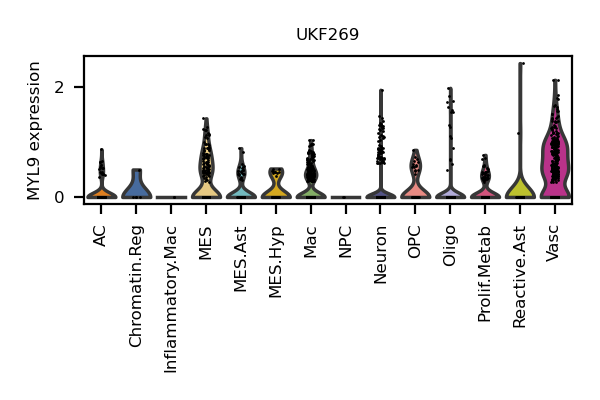 UKF269
MYL9 expression
2
0
AC
Chromatin.Reg
Inflammatory.Mac
MES
MES.Ast
MES.Hyp
Mac
NPC
Neuron
OPC
Oligo
Prolif.Metab
Reactive.Ast
Vasc